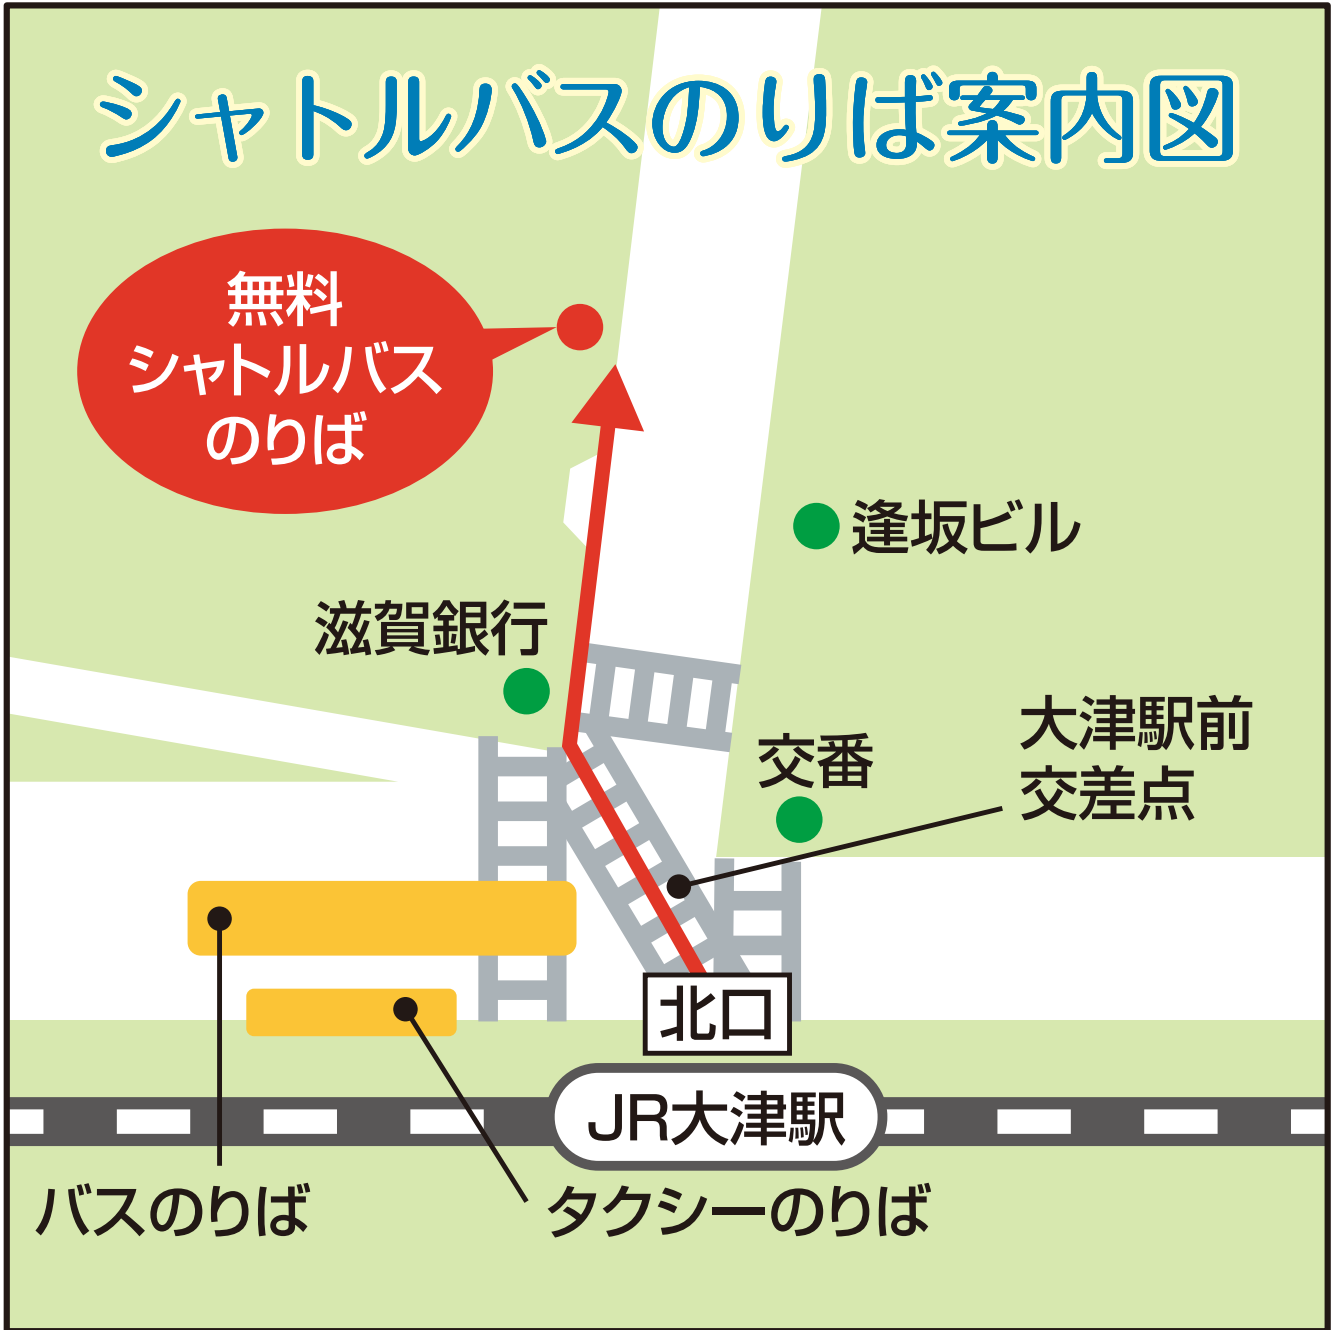 シャトルバスのりば案内図
無料
シャトルバス
のりば
逢坂ビル
滋賀銀行
大津駅前
交差点
交番
北口
JR大津駅
バスのりば
タクシーのりば